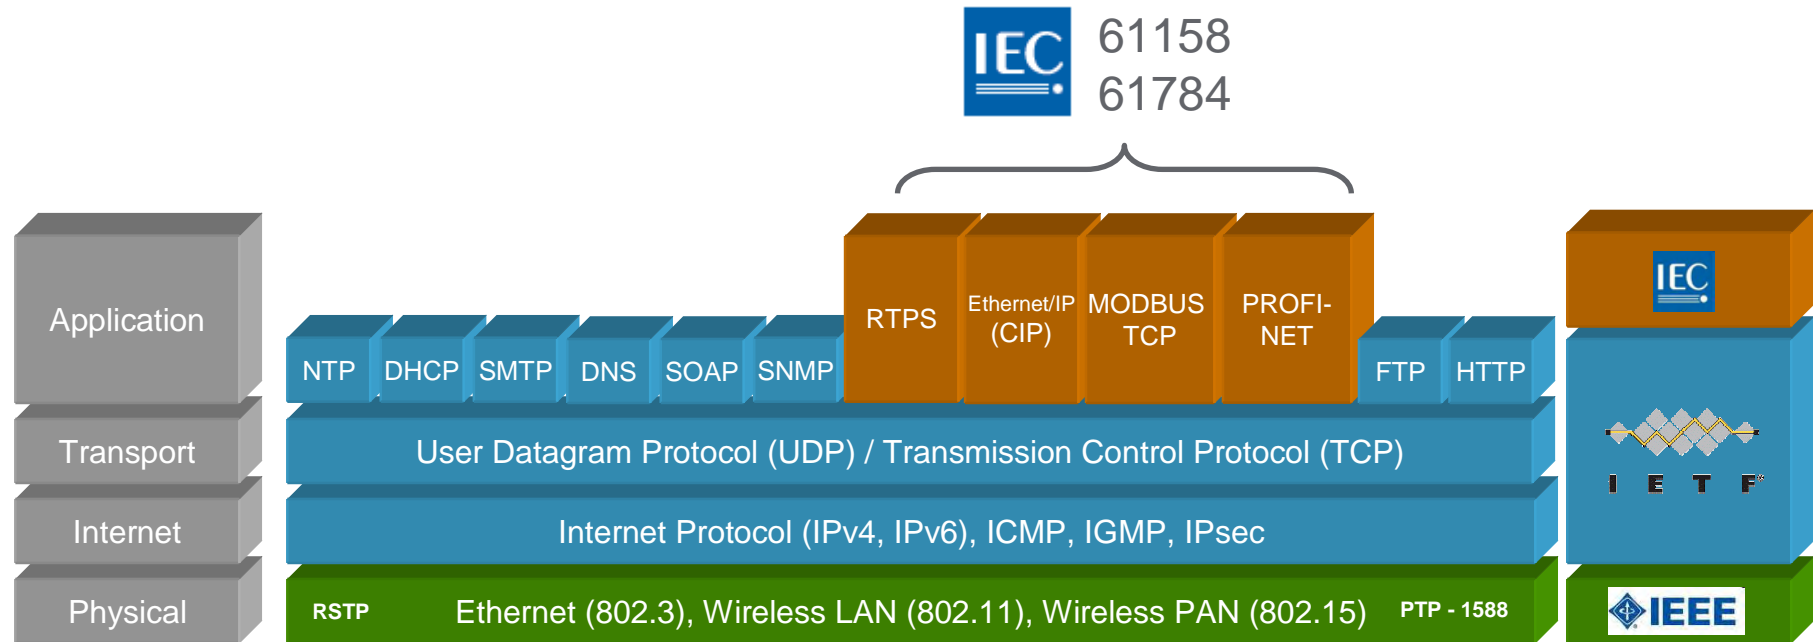 IEC
61158
61784
Application
NTP
DHCP
SMTP
DNS
SOAP
SNMP
RTPS
Ethernet/IP
(CIP)
MODBUS
TCP
PROFI-
NET
FTP
HTTP
IEC
Transport
User Datagram Protocol (UDP) / Transmission Control Protocol (TCP)
I E T F®
Internet
Internet Protocol (IPv4, IPv6), ICMP, IGMP, IPsec
Physical
RSTP
Ethernet (802.3), Wireless LAN (802.11), Wireless PAN (802.15)
PTP - 1588
IEEE